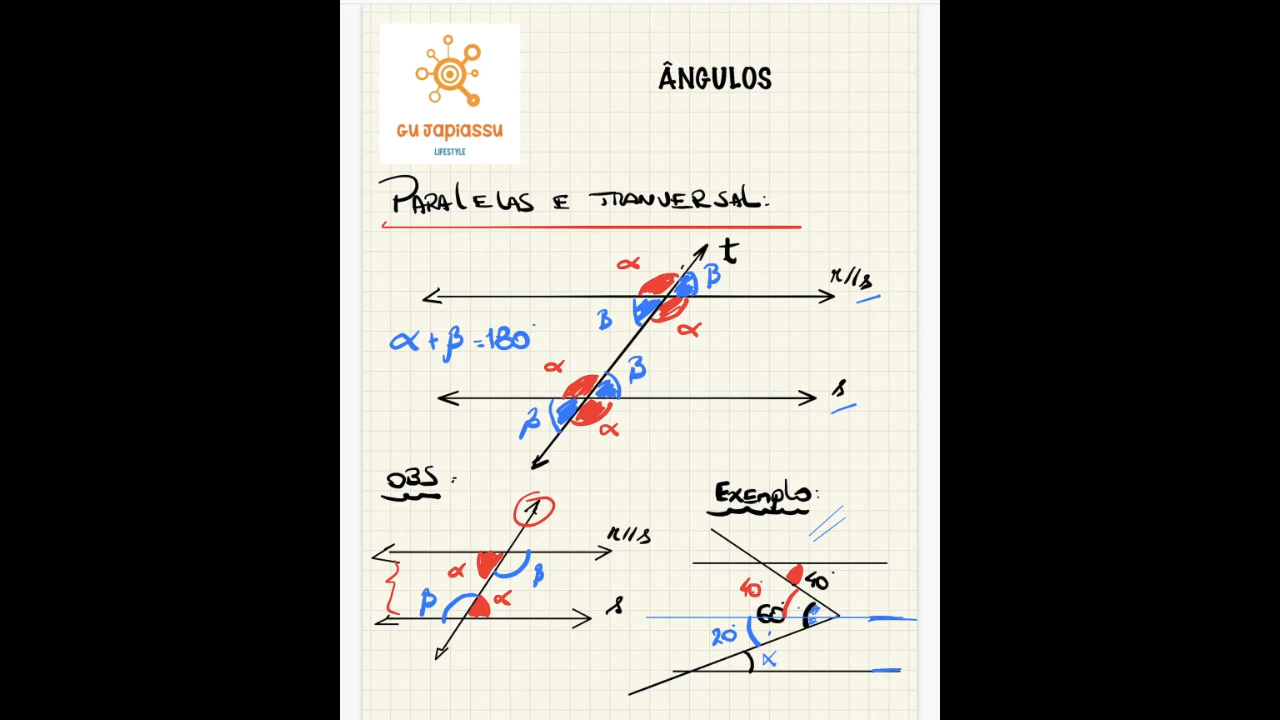 ÂNGULOS
GU JAPIASSU
LIFESTYLE
PARALELAS E TRANVERSAL:
t
α β
r//s
β α
α + β = 180°
α β
s
β α
OBS:
r//s
α β
β α
s
Exemplo:
40° 40°
60°
20° α